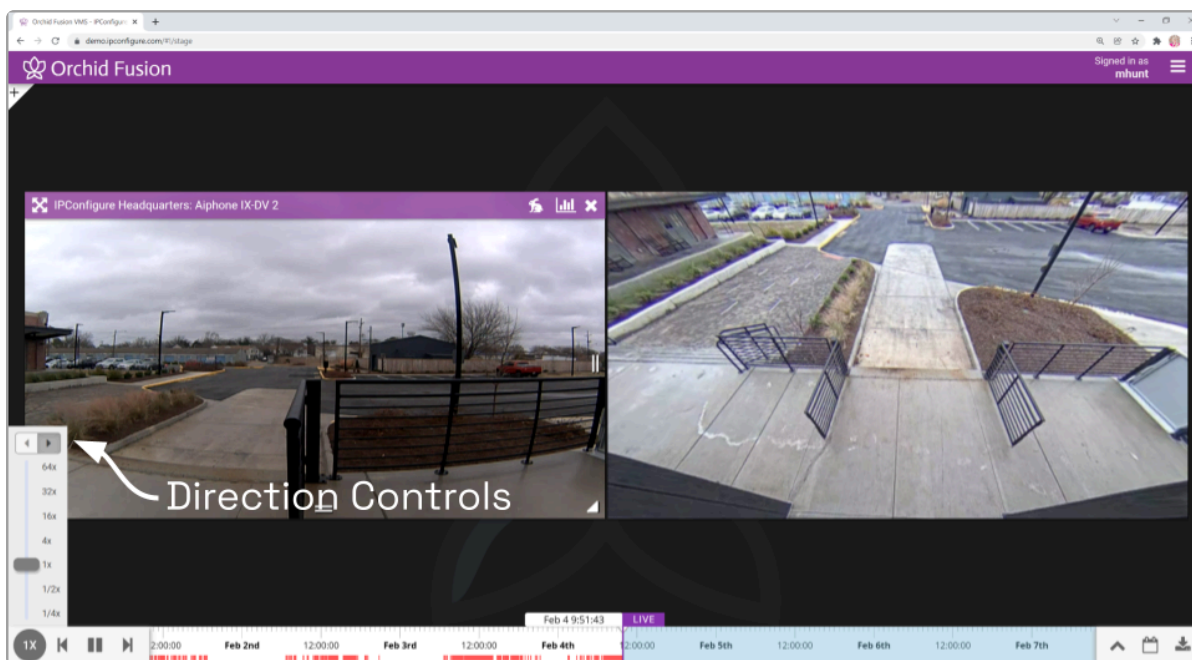 Orchid Fusion VMS - IPConfigur
demo.ipconfigure.com/#!/stage
Orchid Fusion
Signed in as
mhunt
IPConfigure Headquarters: Aiphone IX-DV 2
64x
32x
16x
4x
1x
1/2x
1/4x
Direction Controls
Feb 4 9:51:43
LIVE
1X
2:00:00
Feb 2nd
12:00:00
Feb 3rd
12:00:00
Feb 4th
12:00:00
Feb 5th
12:00:00
Feb 6th
12:00:00
Feb 7th